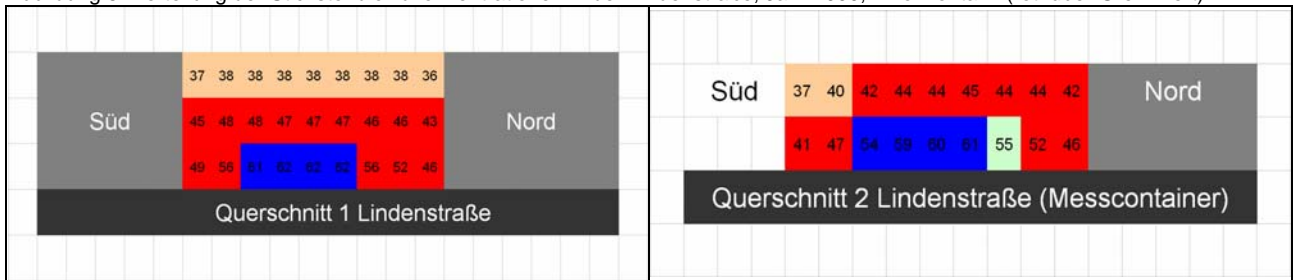 37 38 38 38 38 38 38 38 36
Süd
45 48 48 47 47 47 46 46 43
Nord
49 56 61 62 62 62 56 52 46
Querschnitt 1 Lindenstraße
Süd
37 40 42 44 44 45 44 44 42
Nord
41 47 59 60 61 55 52 46
Querschnitt 2 Lindenstraße (Messcontainer)